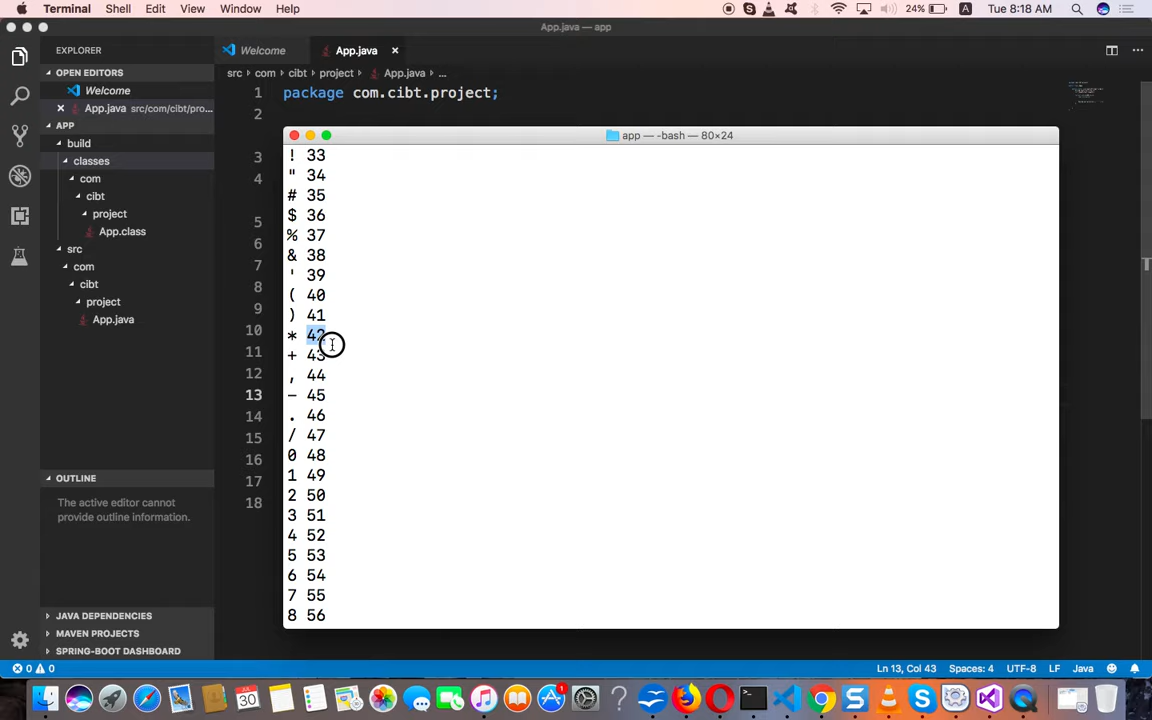 Terminal Shell Edit View Window Help 24% A Tue 8:18 AM
App.java — app
EXPLORER
OPEN EDITORS
Welcome
App.java src/com/cibt/pro...
APP
build
classes
com
cibt
project
App.class
src
com
cibt
project
App.java
OUTLINE
The active editor cannot
provide outline information.
JAVA DEPENDENCIES
MAVEN PROJECTS
SPRING-BOOT DASHBOARD
Welcome App.java
src com cibt project App.java ...
1 package com.cibt.project;
2
3
4
5
6
7
8
9
10
11
12
13
14
15
16
17
18
app — -bash — 80×24
! 33
" 34
# 35
$ 36
% 37
& 38
' 39
( 40
) 41
* 42
+ 43
, 44
- 45
. 46
/ 47
0 48
1 49
2 50
3 51
4 52
5 53
6 54
7 55
8 56
0 0 Ln 13, Col 43 Spaces: 4 UTF-8 LF Java
JUL
30
1